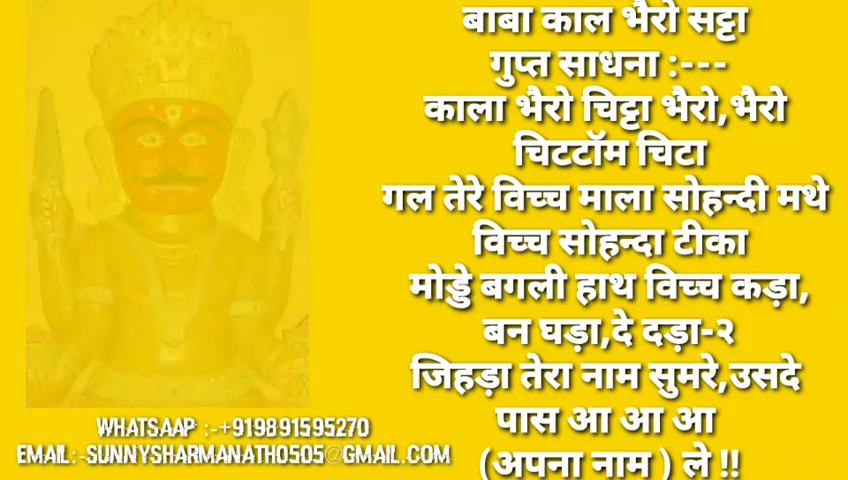 बाबा काल भैरो सट्टा
गुप्त साधना :---
काला भैरो चिट्टा भैरो,भैरो
चिटटॉम चिटा
गल तेरे विच्च माला सोहन्दी मथे
विच्च सोहन्दा टीका
मोड्डे बगली हाथ विच्च कड़ा,
बन घड़ा,दे दड़ा-२
जिहड़ा तेरा नाम सुमरे,उसदे
पास आ आ आ
(अपना नाम ) ले !!
WHATSAAP :-+919891595270
EMAIL:-SUNNYSHARMANATH0505@GMAIL.COM